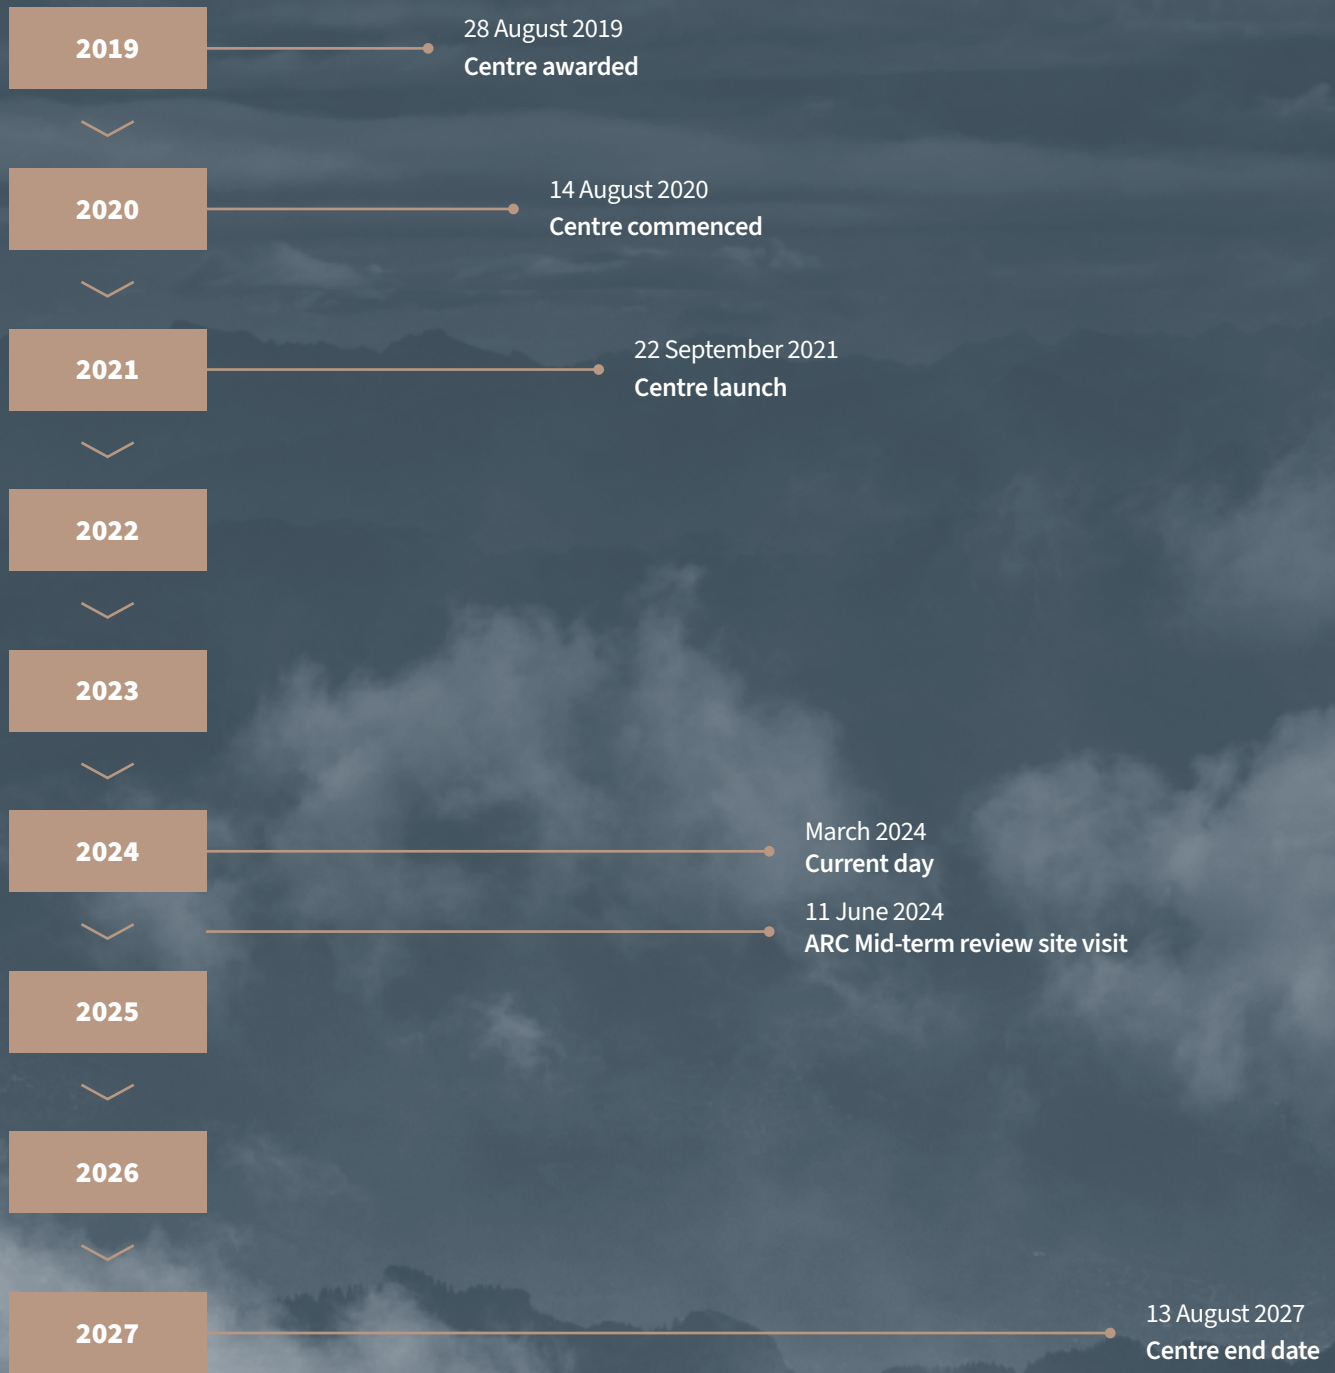 2019
28 August 2019
Centre awarded
2020
14 August 2020
Centre commenced
2021
22 September 2021
Centre launch
2022
2023
2024
March 2024
Current day
11 June 2024
ARC Mid-term review site visit
2025
2026
2027
13 August 2027
Centre end date